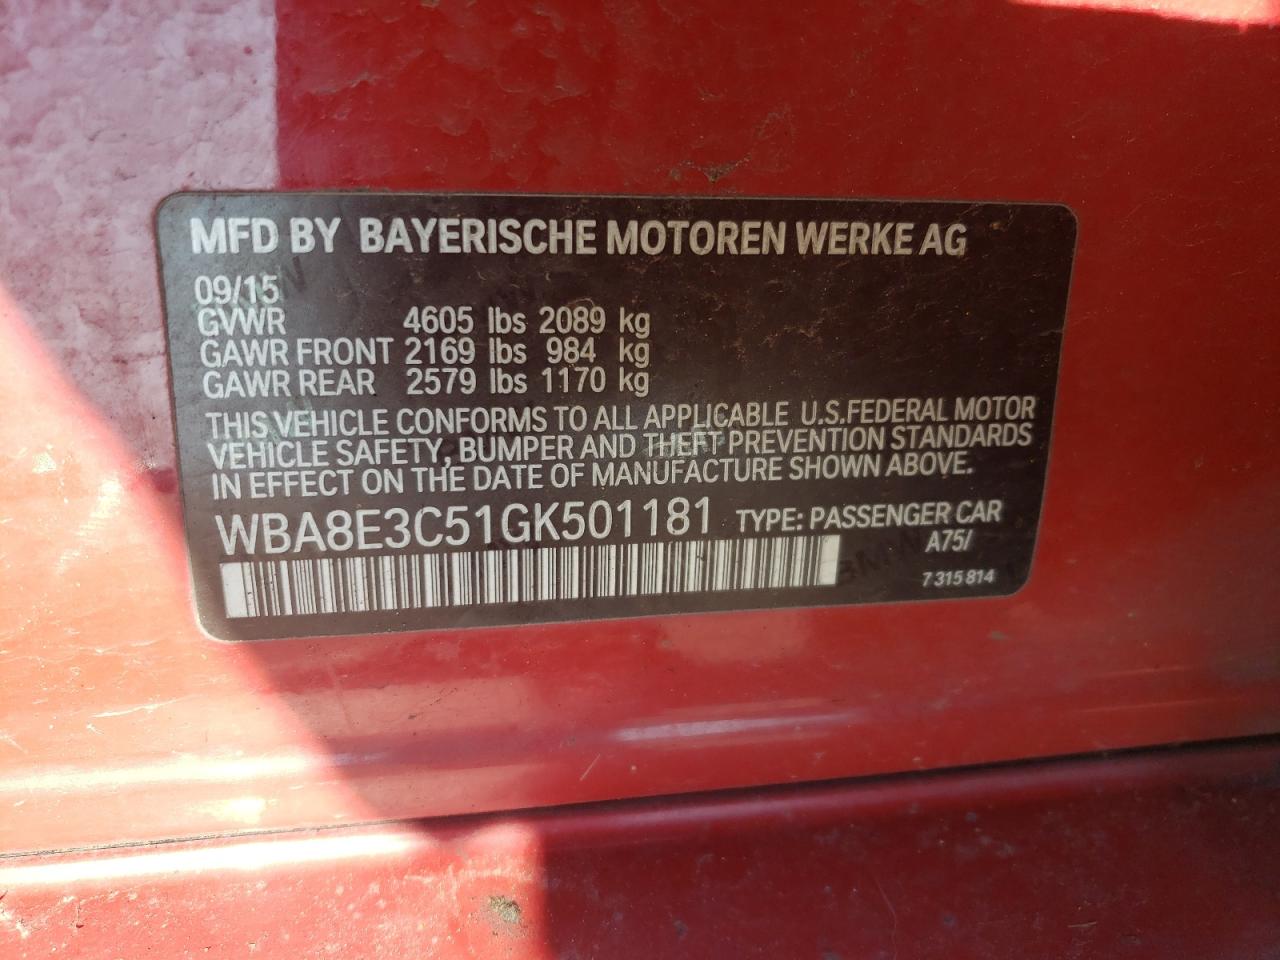 MFD BY BAYERISCHE MOTOREN WERKE AG
09/15
GVWR 4605 lbs 2089 kg
GAWR FRONT 2169 lbs 984 kg
GAWR REAR 2579 lbs 1170 kg
THIS VEHICLE CONFORMS TO ALL APPLICABLE U.S.FEDERAL MOTOR
VEHICLE SAFETY, BUMPER AND THEFT PREVENTION STANDARDS
IN EFFECT ON THE DATE OF MANUFACTURE SHOWN ABOVE.
WBA8E3C51GK501181 TYPE: PASSENGER CAR
A75/
7 315 814